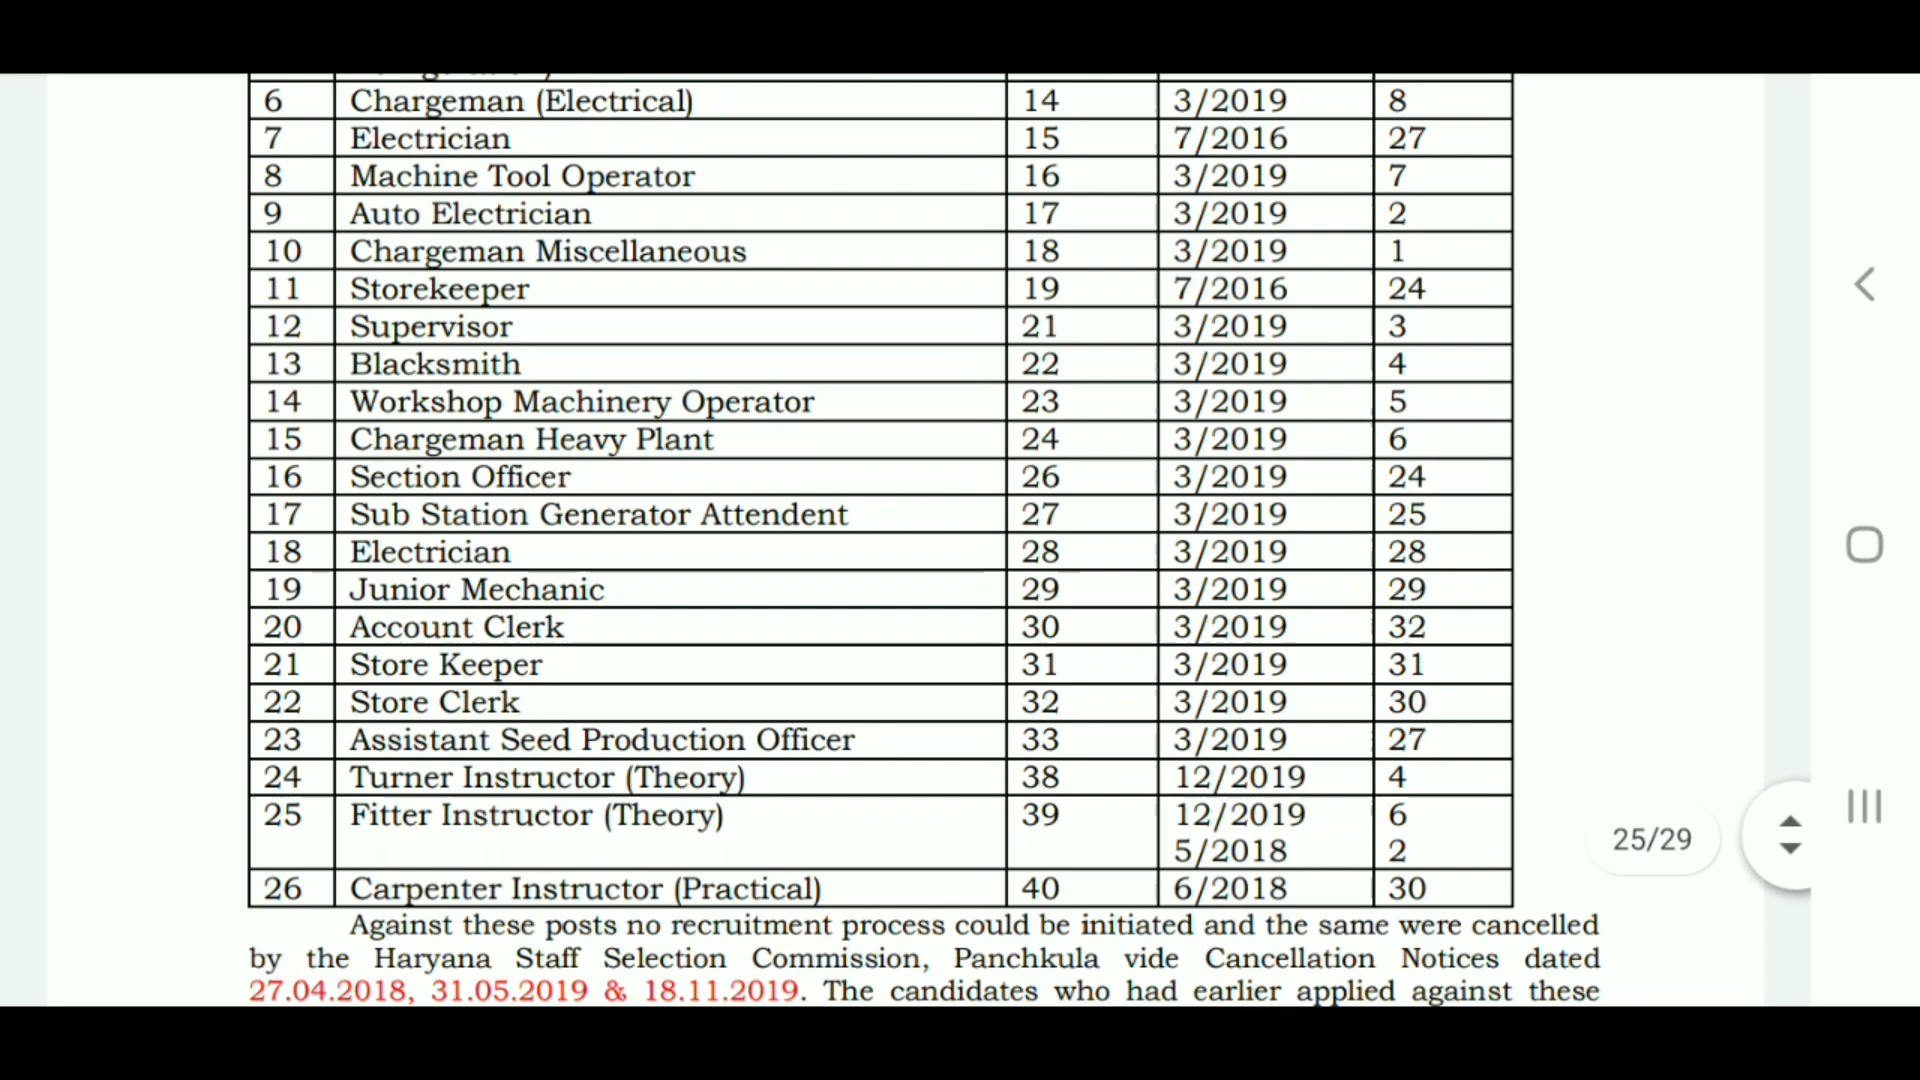 6 Chargeman (Electrical) 14 3/2019 8
7 Electrician 15 7/2016 27
8 Machine Tool Operator 16 3/2019 7
9 Auto Electrician 17 3/2019 2
10 Chargeman Miscellaneous 18 3/2019 1
11 Storekeeper 19 7/2016 24
12 Supervisor 21 3/2019 3
13 Blacksmith 22 3/2019 4
14 Workshop Machinery Operator 23 3/2019 5
15 Chargeman Heavy Plant 24 3/2019 6
16 Section Officer 26 3/2019 24
17 Sub Station Generator Attendent 27 3/2019 25
18 Electrician 28 3/2019 28
19 Junior Mechanic 29 3/2019 29
20 Account Clerk 30 3/2019 32
21 Store Keeper 31 3/2019 31
22 Store Clerk 32 3/2019 30
23 Assistant Seed Production Officer 33 3/2019 27
24 Turner Instructor (Theory) 38 12/2019 4
25 Fitter Instructor (Theory) 39 12/2019 6
5/2018 2
26 Carpenter Instructor (Practical) 40 6/2018 30
Against these posts no recruitment process could be initiated and the same were cancelled
by the Haryana Staff Selection Commission, Panchkula vide Cancellation Notices dated
27.04.2018, 31.05.2019 & 18.11.2019. The candidates who had earlier applied against these
25/29